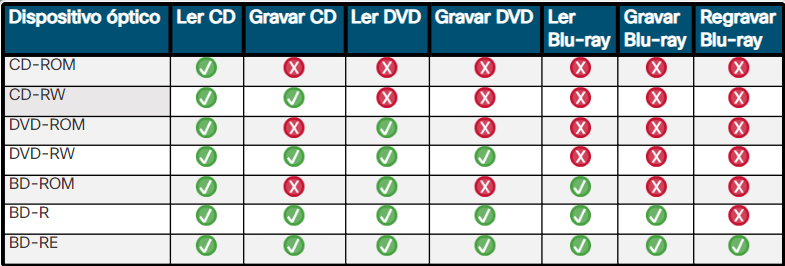 Dispositivo óptico Ler CD Gravar CD Ler DVD Gravar DVD Ler Blu-ray Gravar Blu-ray Regravar Blu-ray
CD-ROM
CD-RW
DVD-ROM
DVD-RW
BD-ROM
BD-R
BD-RE